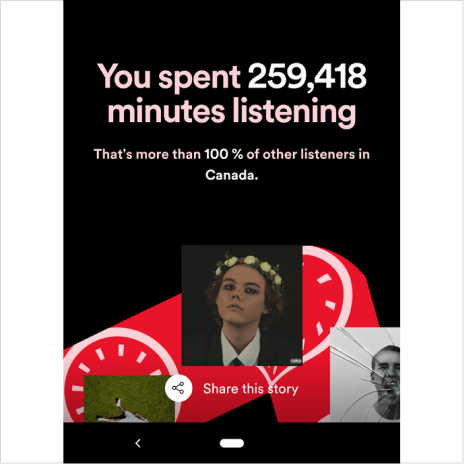 You spent 259,418
minutes listening
That's more than 100 % of other listeners in
Canada.
Share this story